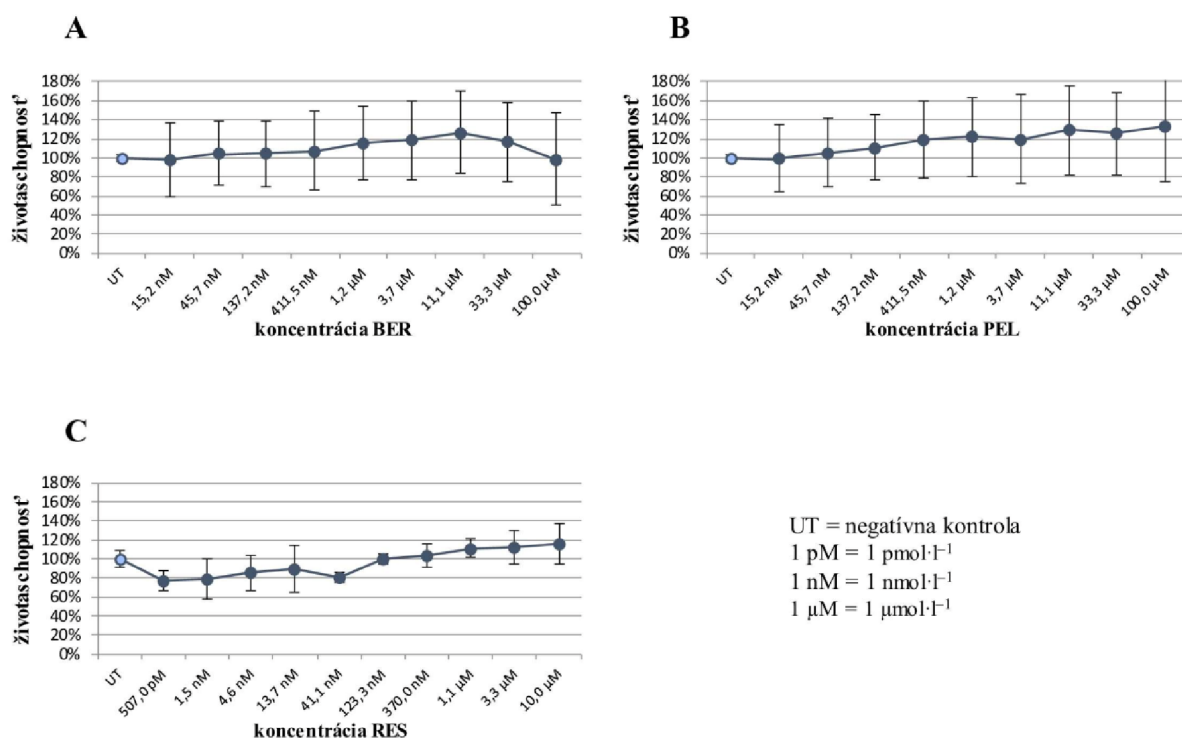 A
životaschopnosť
180%
160%
140%
120%
100%
80%
60%
40%
20%
0%
UT
15,2 nM
45,7 nM
137,2 nM
411,5 nM
1,2 µM
3,7 µM
11,1 µM
33,3 µM
100,0 µM
koncentrácia BER
B
životaschopnosť
180%
160%
140%
120%
100%
80%
60%
40%
20%
0%
UT
15,2 nM
45,7 nM
137,2 nM
411,5 nM
1,2 µM
3,7 µM
11,1 µM
33,3 µM
100,0 µM
koncentrácia PEL
C
životaschopnosť
180%
160%
140%
120%
100%
80%
60%
40%
20%
0%
UT
507,0 pM
1,5 nM
4,6 nM
13,7 nM
41,1 nM
123,3 nM
370,0 nM
1,1 µM
3,3 µM
10,0 µM
koncentrácia RES
UT = negatívna kontrola
1 pM = 1 pmol·l⁻¹
1 nM = 1 nmol·l⁻¹
1 µM = 1 µmol·l⁻¹